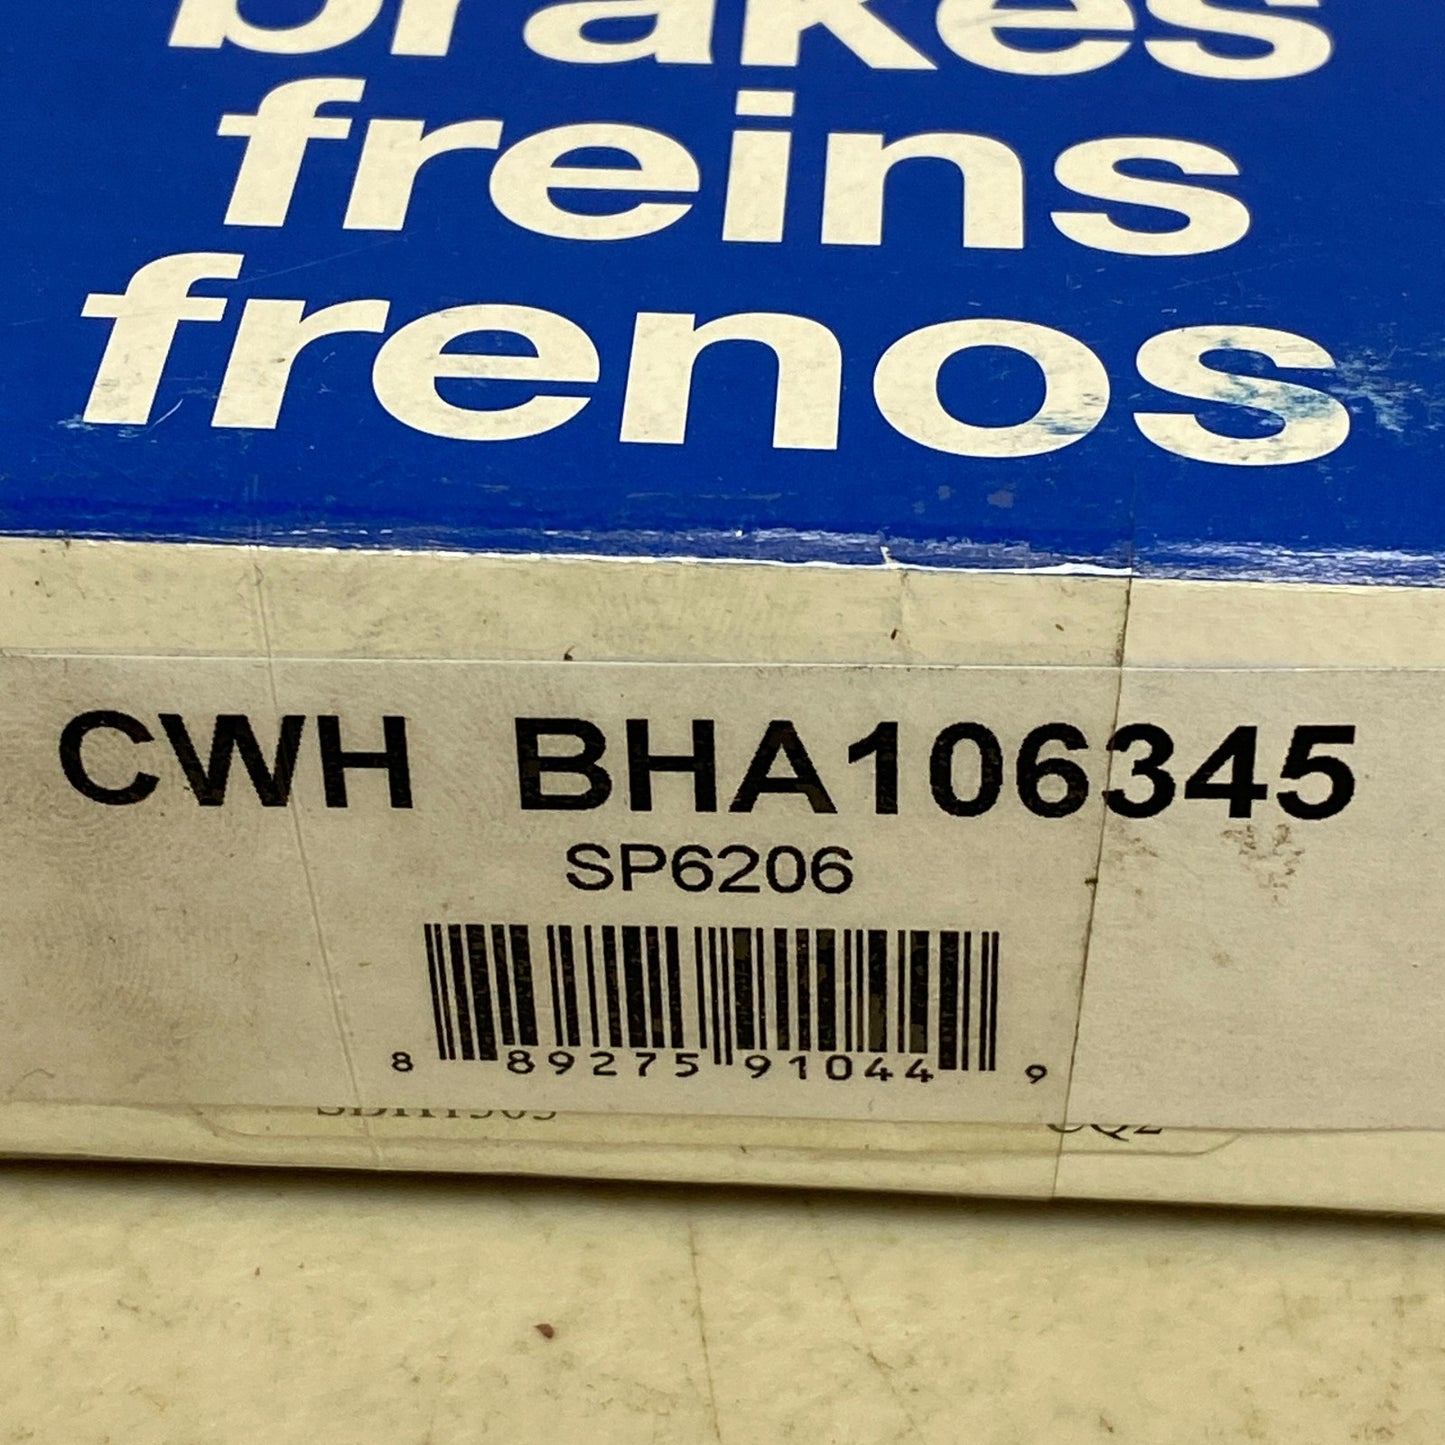 brakes
freins
frenos
CWH BHA106345
SP6206
8 89275 91044 9